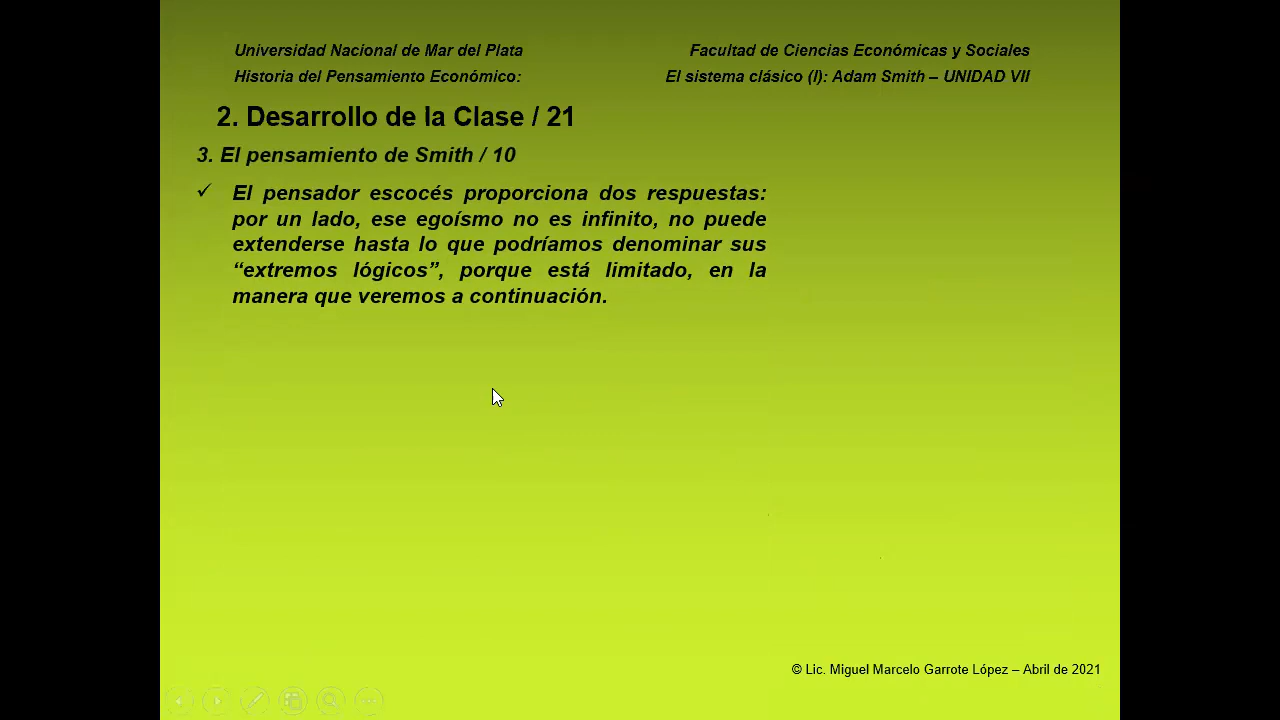 Universidad Nacional de Mar del Plata Facultad de Ciencias Económicas y Sociales
Historia del Pensamiento Económico: El sistema clásico (I): Adam Smith – UNIDAD VII
2. Desarrollo de la Clase / 21
3. El pensamiento de Smith / 10
✓ El pensador escocés proporciona dos respuestas:
por un lado, ese egoísmo no es infinito, no puede
extenderse hasta lo que podríamos denominar sus
“extremos lógicos”, porque está limitado, en la
manera que veremos a continuación.
© Lic. Miguel Marcelo Garrote López – Abril de 2021